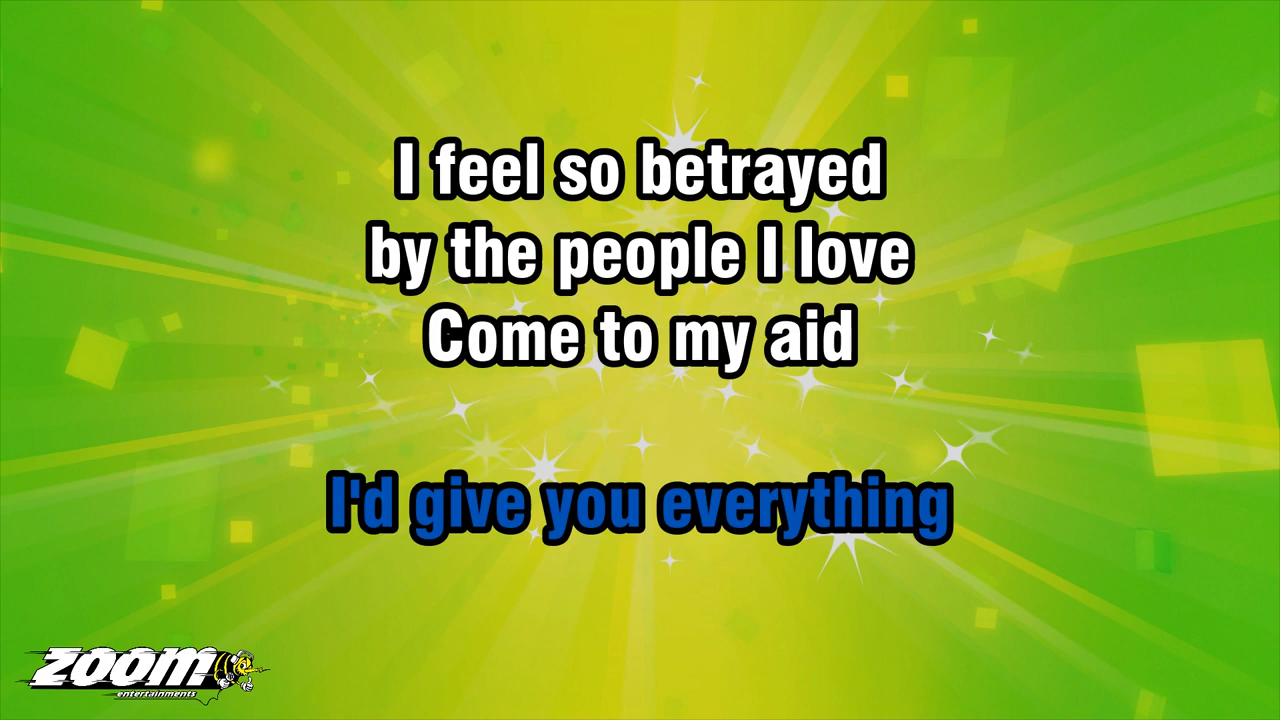 I feel so betrayed
by the people I love
Come to my aid
I'd give you everything
ZOOM
entertainments